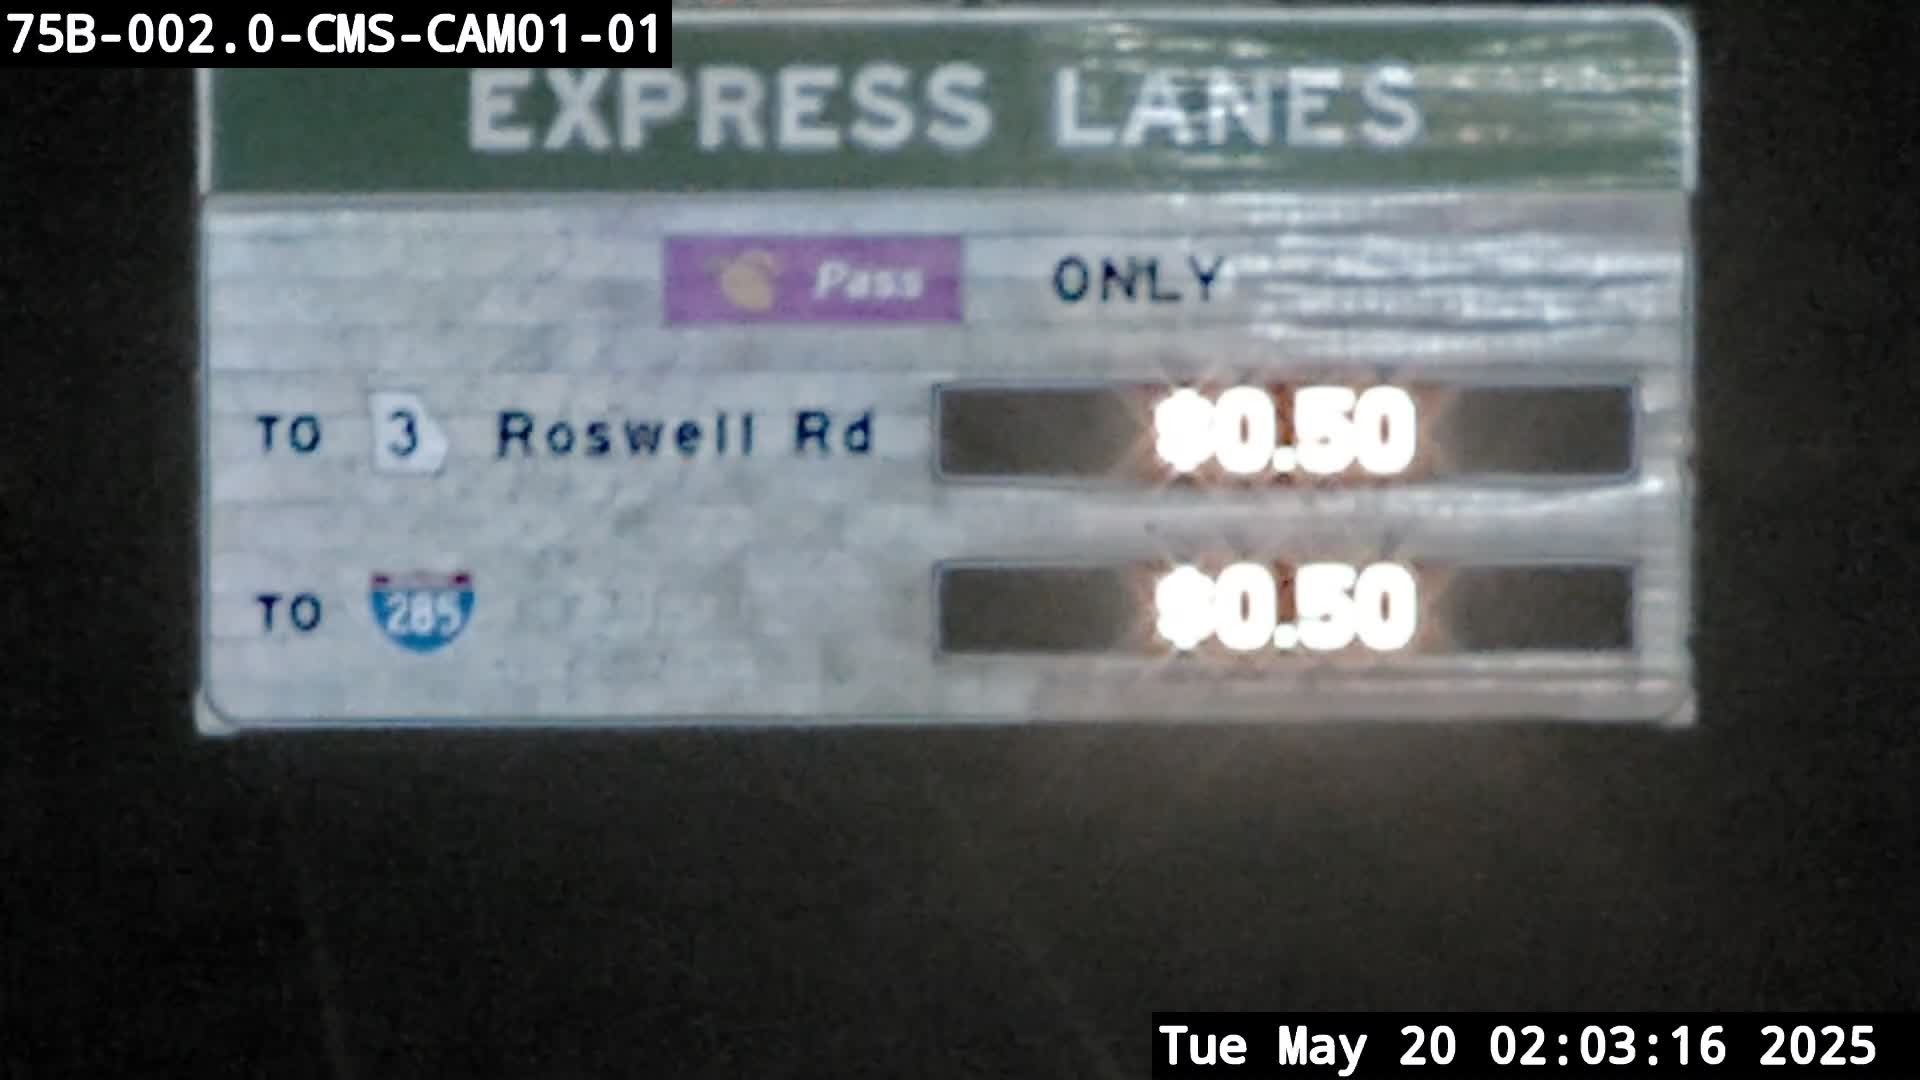 75B-002.0-CMS-CAM01-01
EXPRESS LANES
Pass ONLY
TO 3 Roswell Rd $0.50
TO 285 $0.50
Tue May 20 02:03:16 2025